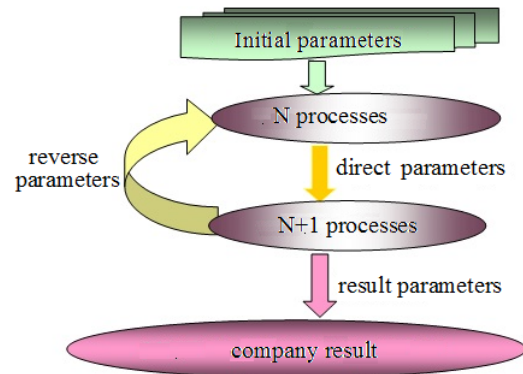 Initial parameters
N processes
reverse
parameters
direct parameters
N+1 processes
result parameters
company result